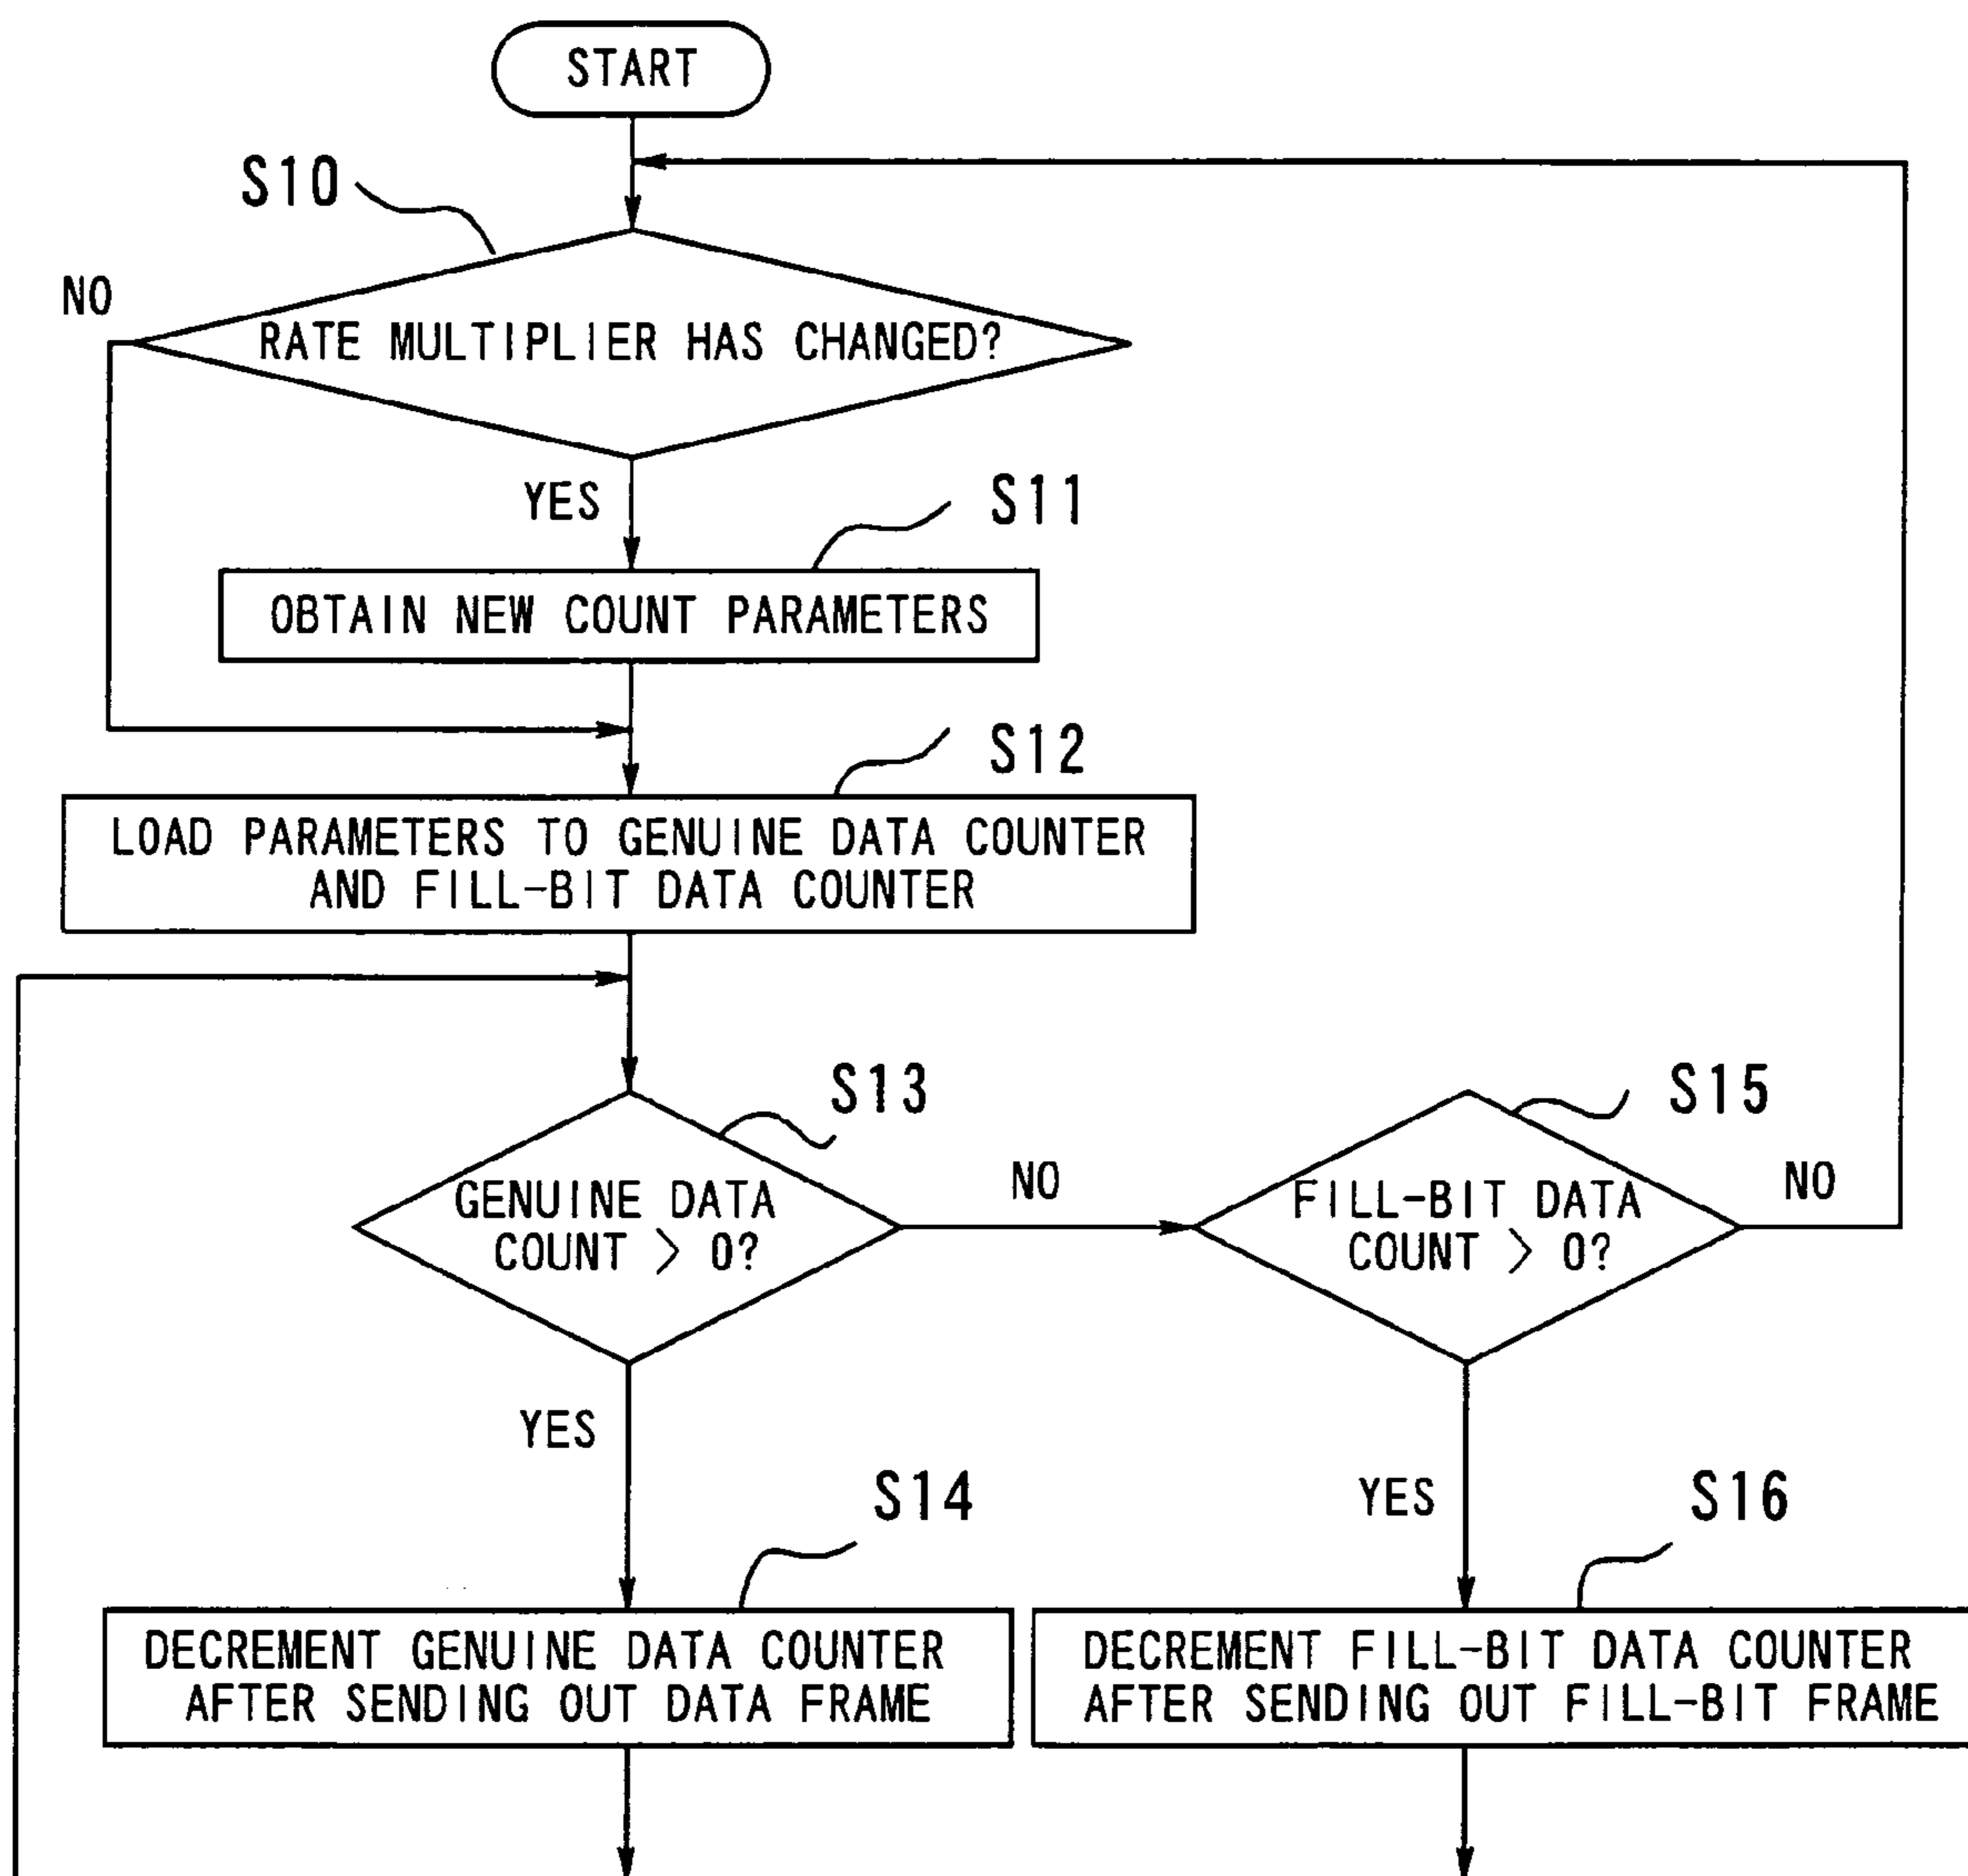 START
S10
NO
RATE MULTIPLIER HAS CHANGED?
YES
S11
OBTAIN NEW COUNT PARAMETERS
S12
LOAD PARAMETERS TO GENUINE DATA COUNTER
AND FILL-BIT DATA COUNTER
S13
S15
GENUINE DATA
COUNT > 0?
NO
FILL-BIT DATA
COUNT > 0?
NO
YES
YES
S14
S16
DECREMENT GENUINE DATA COUNTER
AFTER SENDING OUT DATA FRAME
DECREMENT FILL-BIT DATA COUNTER
AFTER SENDING OUT FILL-BIT FRAME